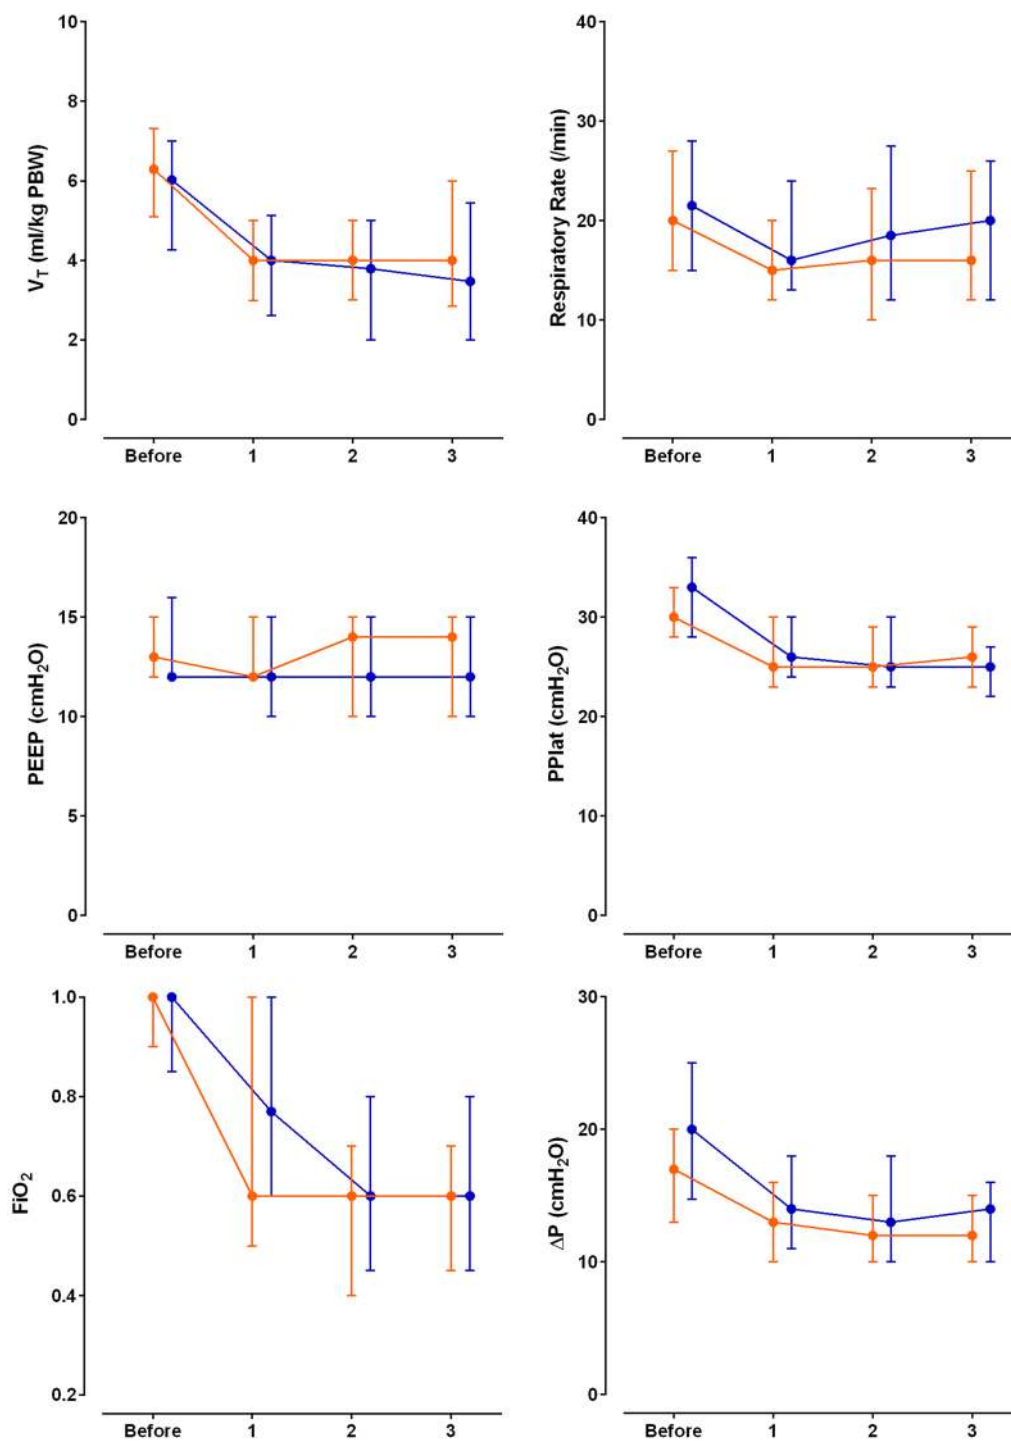 10
8
6
4
2
0
V_T (ml/kg PBW)
Before 1 2 3
40
30
20
10
0
Respiratory Rate (/min)
Before 1 2 3
20
15
10
5
0
PEEP (cmH₂O)
Before 1 2 3
40
30
20
10
0
PPlat (cmH₂O)
Before 1 2 3
1.0
0.8
0.6
0.4
0.2
FiO₂
Before 1 2 3
30
20
10
0
ΔP (cmH₂O)
Before 1 2 3